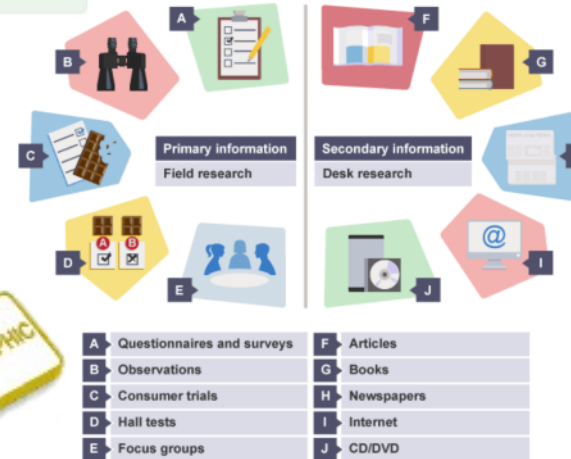 A
F
B
G
C
Primary information
Field research
Secondary information
Desk research
A B
D
E
@
I
J
PHIC
A Questionnaires and surveys
B Observations
C Consumer trials
D Hall tests
E Focus groups
F Articles
G Books
H Newspapers
I Internet
J CD/DVD